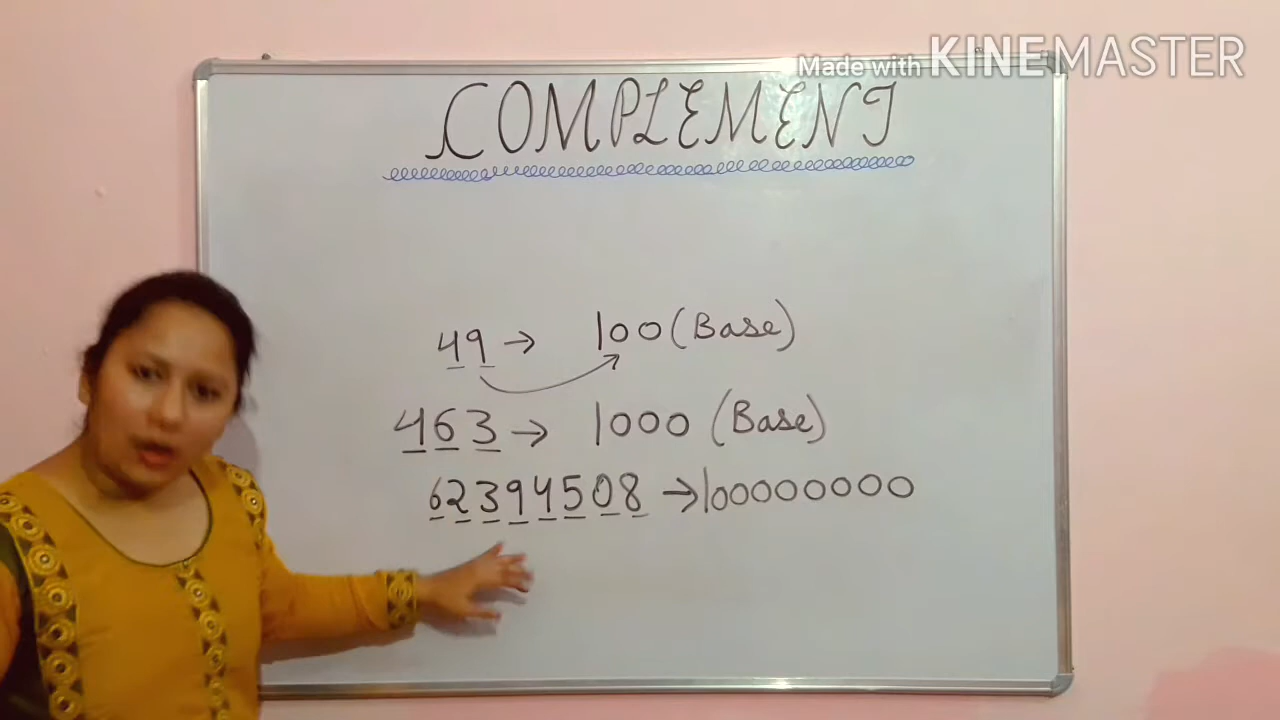 Made with KINEMASTER
COMPLEMENT
49 → 100 (Base)
463 → 1000 (Base)
62394508 → 100000000